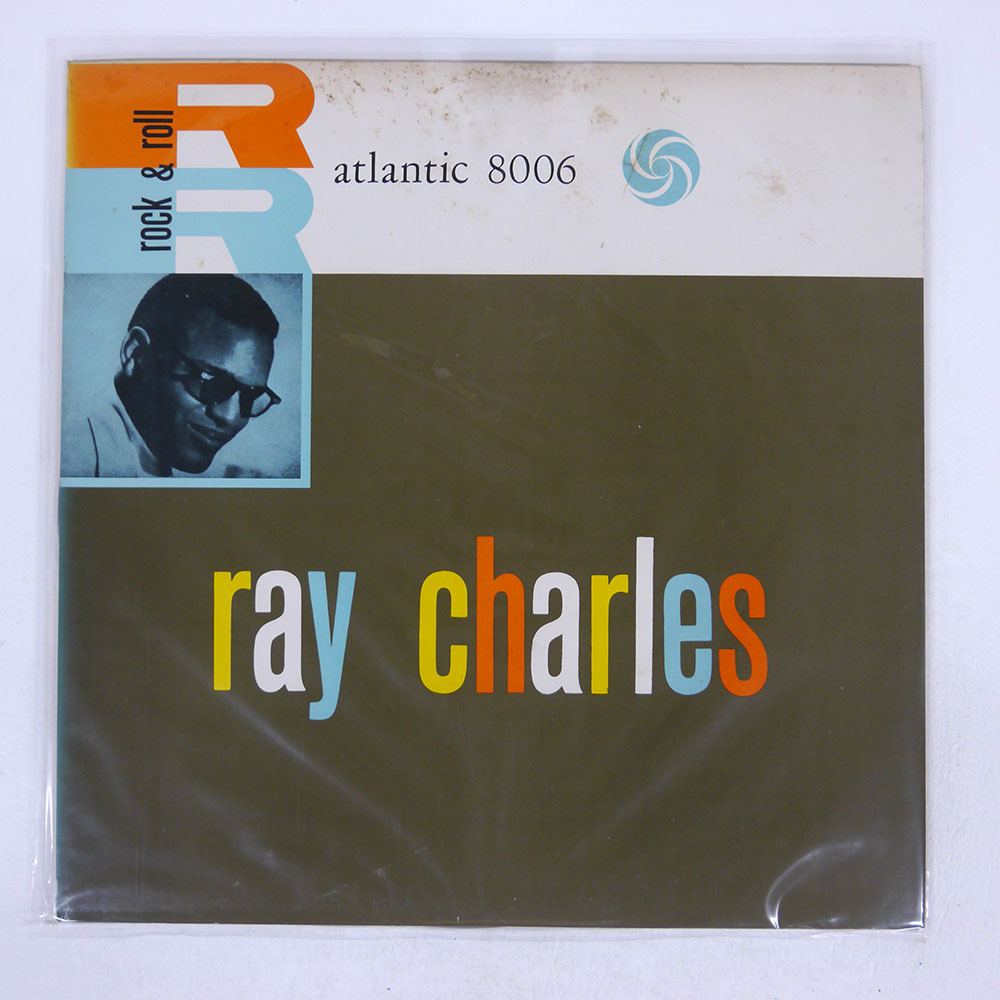 R
R
rock & roll
atlantic 8006
ray charles